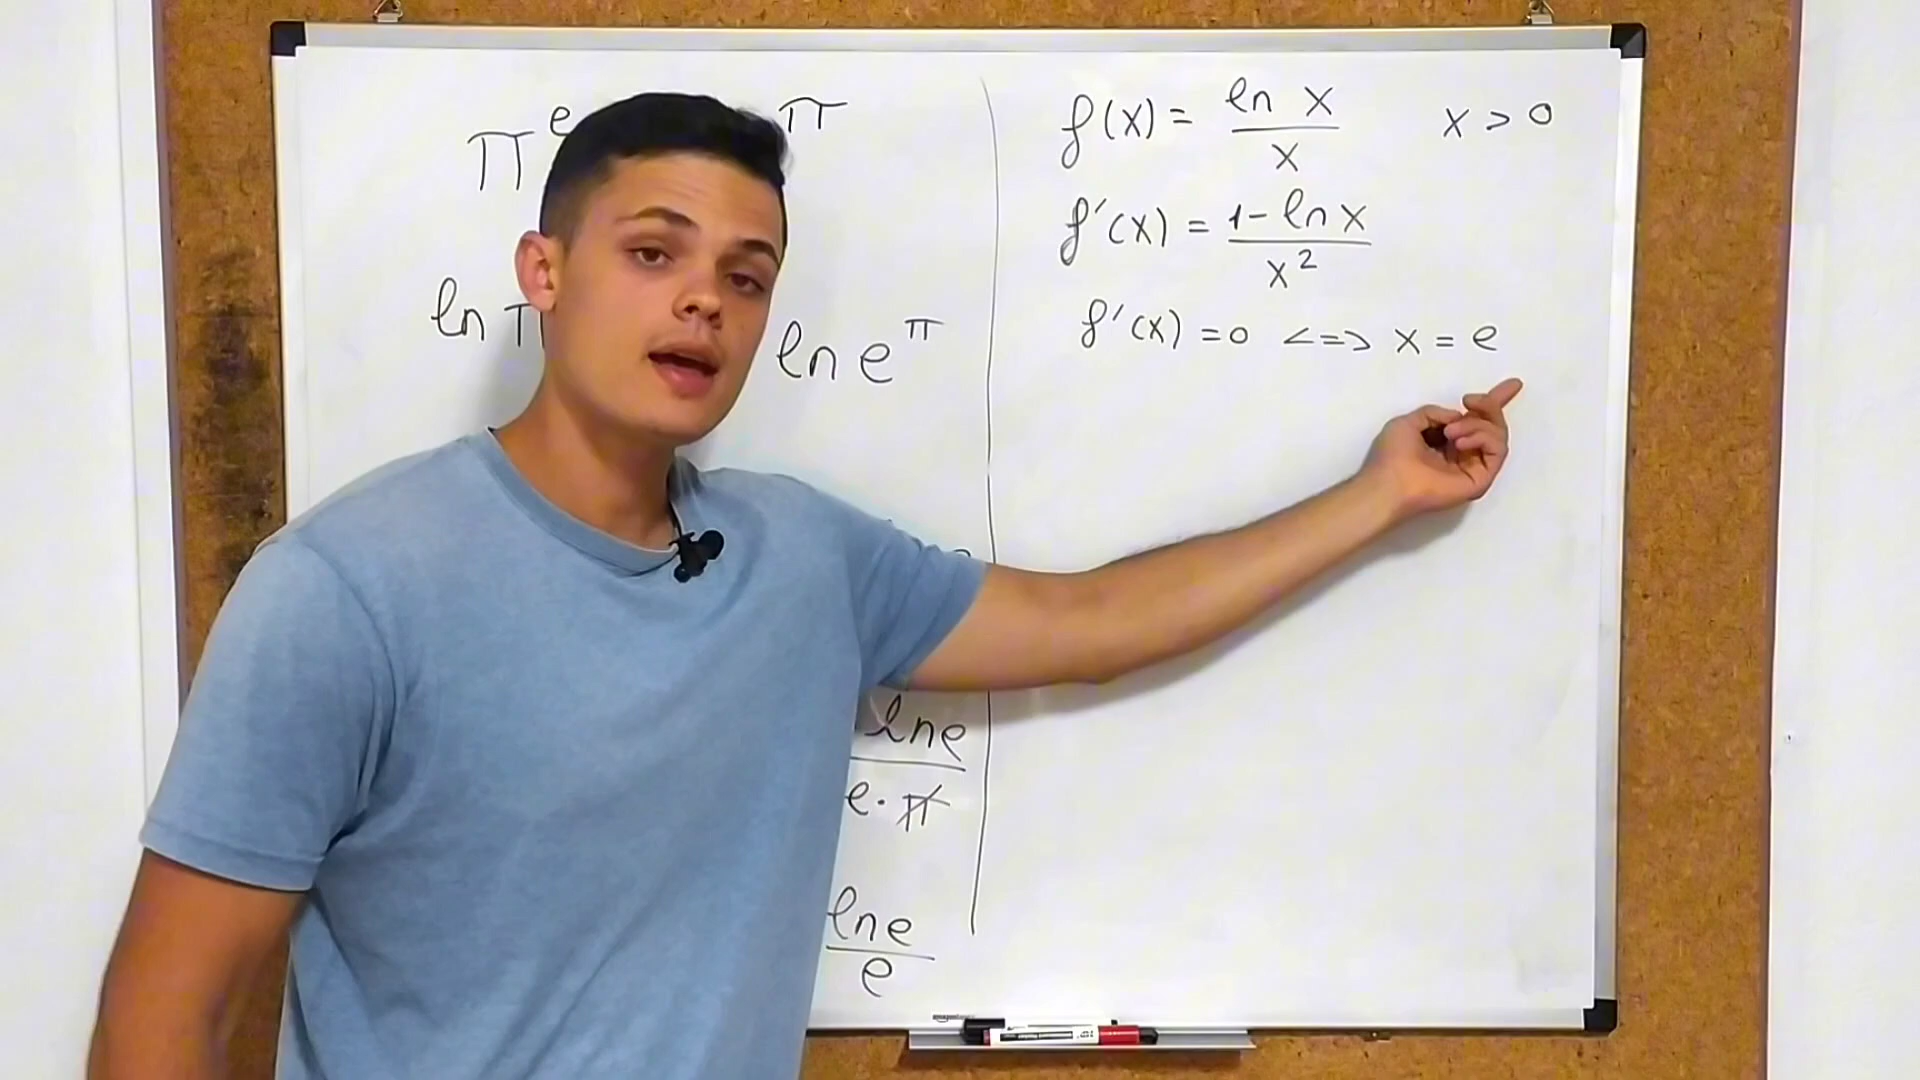 π^e π
ln π
ln e^π
ln e
e · π
ln e
e
f(x) = ln x / x x > 0
f'(x) = 1 - ln x / x²
f'(x) = 0 <=> x = e